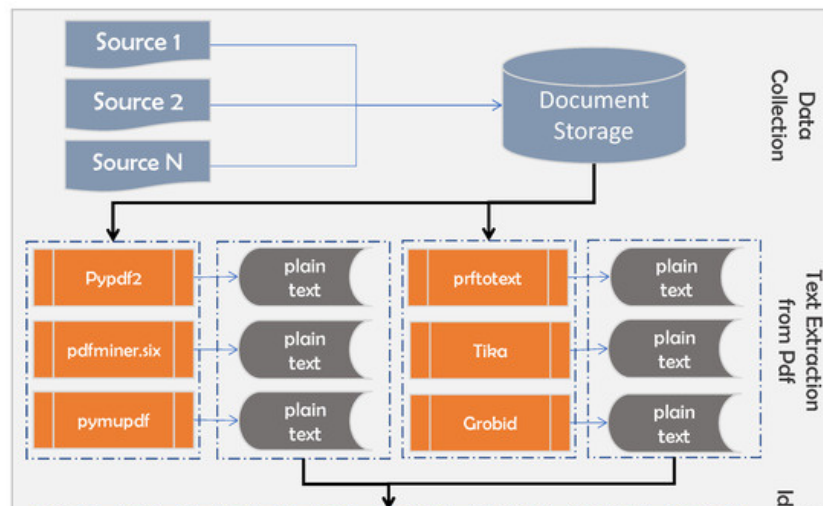 Source 1
Source 2
Source N
Document
Storage
Data
Collection
Pypdf2
plain
text
prftotext
plain
text
pdfminer.six
plain
text
Tika
plain
text
pymupdf
plain
text
Grobid
plain
text
Text Extraction
from Pdf
Id